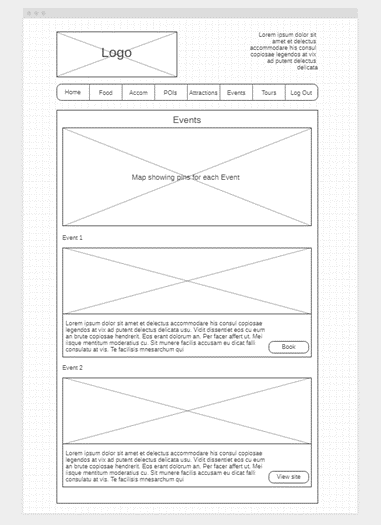 Logo
Lorem ipsum dolor sit
amet et delectus
accommodare his consul
copiosae legendos at vix
ad putent delectus
delicata
Home Food Accom POIs Attractions Events Tours Log Out
Events
Map showing pins for each Event
Event 1
Lorem ipsum dolor sit amet et delectus accommodare his consul copiosae
legendos at vix ad putent delectus delicata usu. Vidit dissentiet eos cu eum
an brute copiosae hendrerit. Eos erant dolorum an. Per facer affert ut. Mei
iisque mentitum moderatius cu. Sit munere facilis accusam eu dicat falli
consulatu at vis. Te facilisis mnesarchum qui
Book
Event 2
Lorem ipsum dolor sit amet et delectus accommodare his consul copiosae
legendos at vix ad putent delectus delicata usu. Vidit dissentiet eos cu eum
an brute copiosae hendrerit. Eos erant dolorum an. Per facer affert ut. Mei
iisque mentitum moderatius cu. Sit munere facilis accusam eu dicat falli
consulatu at vis. Te facilisis mnesarchum qui
View site